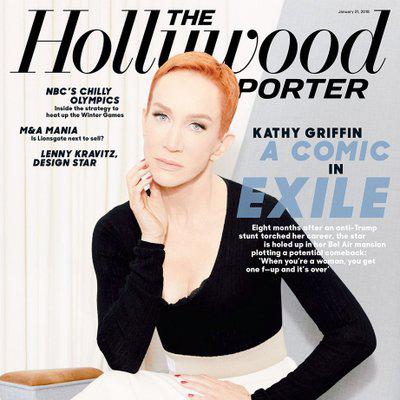 January 31, 2018
THE
Hollywood
PORTER
NBC'S CHILLY
OLYMPICS
Inside the strategy to
heat up the Winter Games
M&A MANIA
Is Lionsgate next to sell?
LENNY KRAVITZ,
DESIGN STAR
KATHY GRIFFIN
A COMIC
IN
EXILE
Eight months after an anti-Trump
stunt torched her career, the star
is holed up in her Bel Air mansion
plotting a potential comeback:
'When you're a woman, you get
one f—up and it's over'